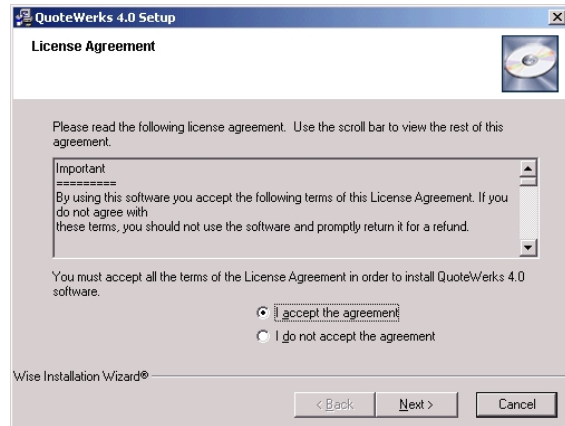 QuoteWerks 4.0 Setup
License Agreement
Please read the following license agreement. Use the scroll bar to view the rest of this
agreement.
Important
=========
By using this software you accept the following terms of this License Agreement. If you
do not agree with
these terms, you should not use the software and promptly return it for a refund.
You must accept all the terms of the License Agreement in order to install QuoteWerks 4.0
software.
I accept the agreement
I do not accept the agreement
Wise Installation Wizard®
< Back Next > Cancel